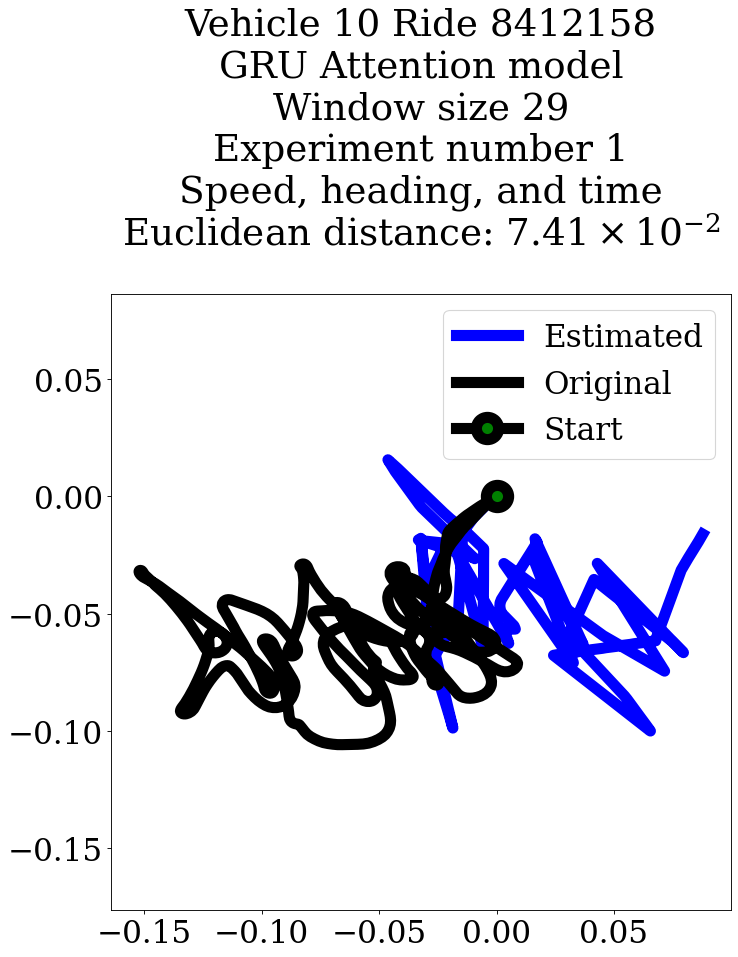 Vehicle 10 Ride 8412158
GRU Attention model
Window size 29
Experiment number 1
Speed, heading, and time
Euclidean distance: 7.41 × 10⁻²
Estimated
Original
Start
0.05
0.00
−0.05
−0.10
−0.15
−0.15 −0.10 −0.05 0.00 0.05